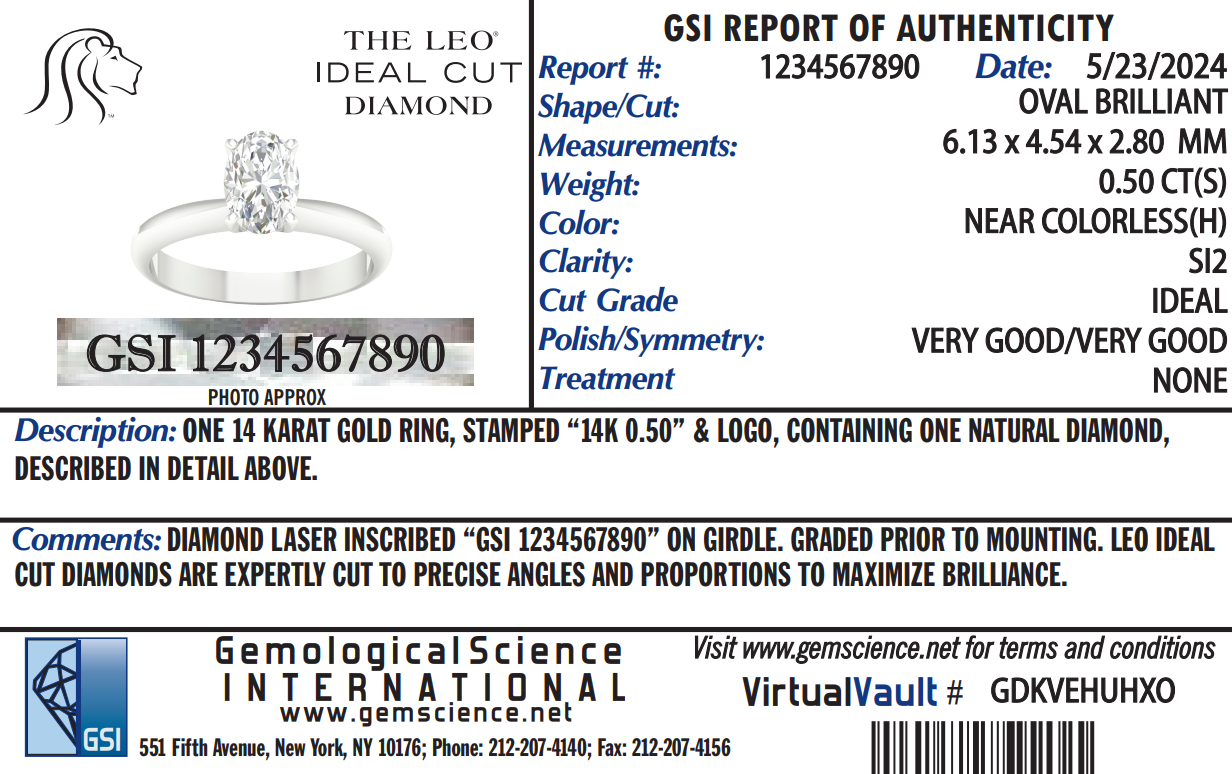 THE LEO®
IDEAL CUT
DIAMOND
™
GSI 1234567890
PHOTO APPROX
GSI REPORT OF AUTHENTICITY
Report #: 1234567890 Date: 5/23/2024
Shape/Cut: OVAL BRILLIANT
Measurements: 6.13 x 4.54 x 2.80 MM
Weight: 0.50 CT(S)
Color: NEAR COLORLESS(H)
Clarity: SI2
Cut Grade IDEAL
Polish/Symmetry: VERY GOOD/VERY GOOD
Treatment NONE
Description: ONE 14 KARAT GOLD RING, STAMPED “14K 0.50” & LOGO, CONTAINING ONE NATURAL DIAMOND,
DESCRIBED IN DETAIL ABOVE.
Comments: DIAMOND LASER INSCRIBED “GSI 1234567890” ON GIRDLE. GRADED PRIOR TO MOUNTING. LEO IDEAL
CUT DIAMONDS ARE EXPERTLY CUT TO PRECISE ANGLES AND PROPORTIONS TO MAXIMIZE BRILLIANCE.
GSI
GemologicalScience
INTERNATIONAL
www.gemscience.net
551 Fifth Avenue, New York, NY 10176; Phone: 212-207-4140; Fax: 212-207-4156
Visit www.gemscience.net for terms and conditions
VirtualVault # GDKVEHUHXO